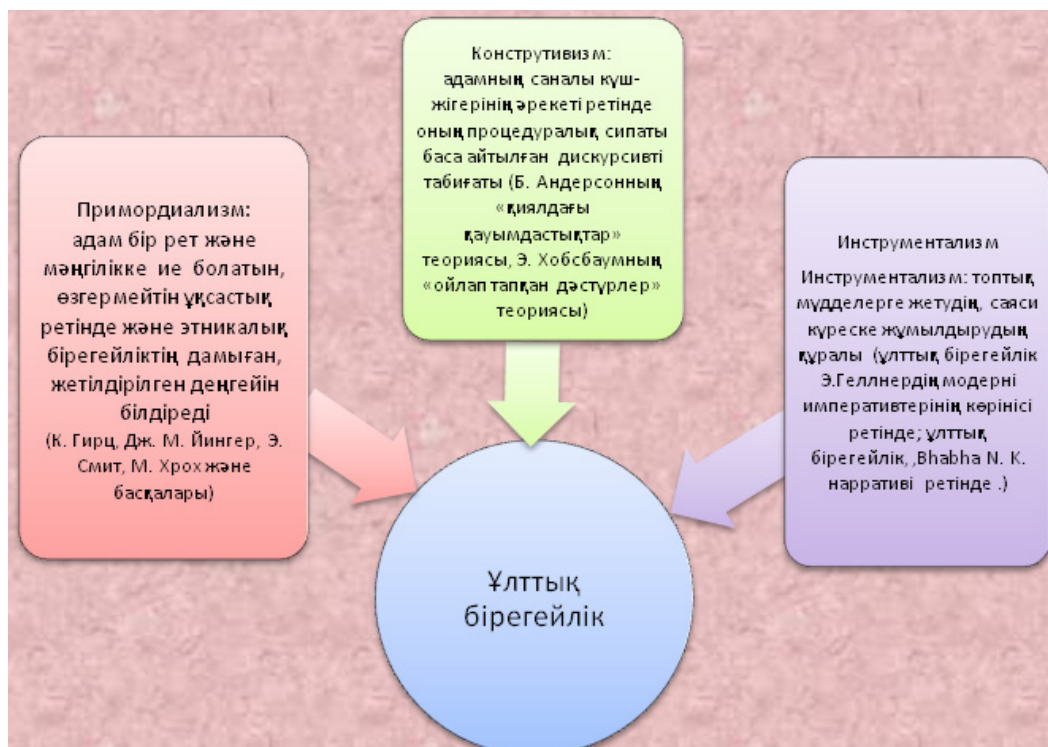 Примордиализм:
адам бір рет және
мәңгілікке ие болатын,
өзгермейтін ұқсастық
ретінде және этникалық
бірегейліктің дамыған,
жетілдірілген деңгейін
білдіреді
(К. Гирц, Дж. М. Йингер, Э.
Смит, М. Хрох және
басқалары)
Конструтивизм:
адамның саналы күш-
жігерінің әрекеті ретінде
оның процедуралық сипаты
баса айтылған дискурсивті
табиғаты (Б. Андерсонның
«қиялдағы
қауымдастықтар»
теориясы, Э. Хобсбаумның
«ойлап тапқан дәстүрлер»
теориясы)
Инструментализм
Инструментализм: топтық
мүдделерге жетудің, саяси
күреске жұмылдырудың
құралы (ұлттық бірегейлік
Э.Геллнердің модерні
императивтерінің көрінісі
ретінде; ұлттық
бірегейлік, ,Bhabha N. K.
нарративі ретінде .)
Ұлттық
бірегейлік